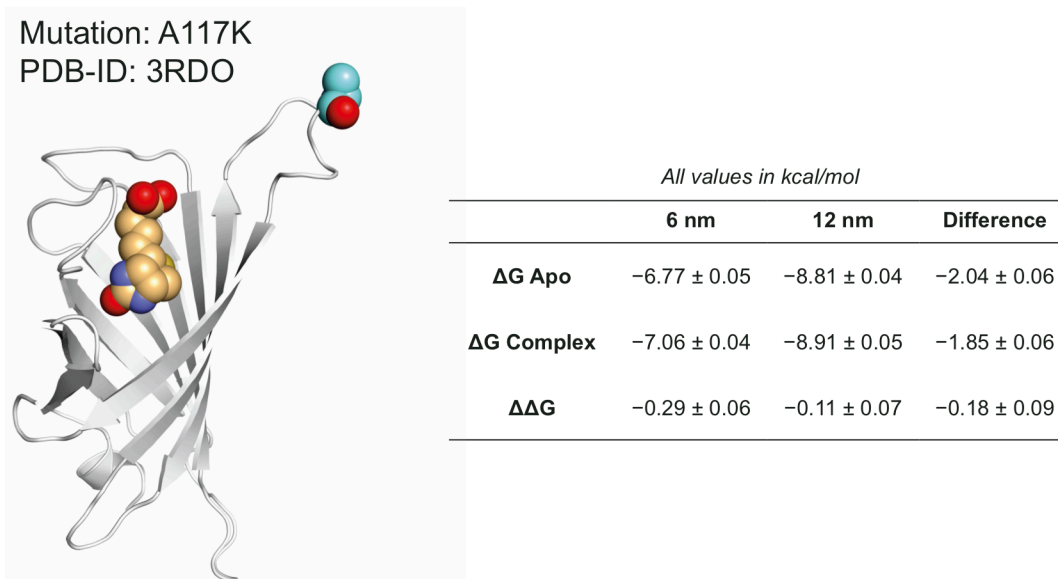 Mutation: A117K
PDB-ID: 3RDO
All values in kcal/mol
6 nm 12 nm Difference
ΔG Apo −6.77 ± 0.05 −8.81 ± 0.04 −2.04 ± 0.06
ΔG Complex −7.06 ± 0.04 −8.91 ± 0.05 −1.85 ± 0.06
ΔΔG −0.29 ± 0.06 −0.11 ± 0.07 −0.18 ± 0.09